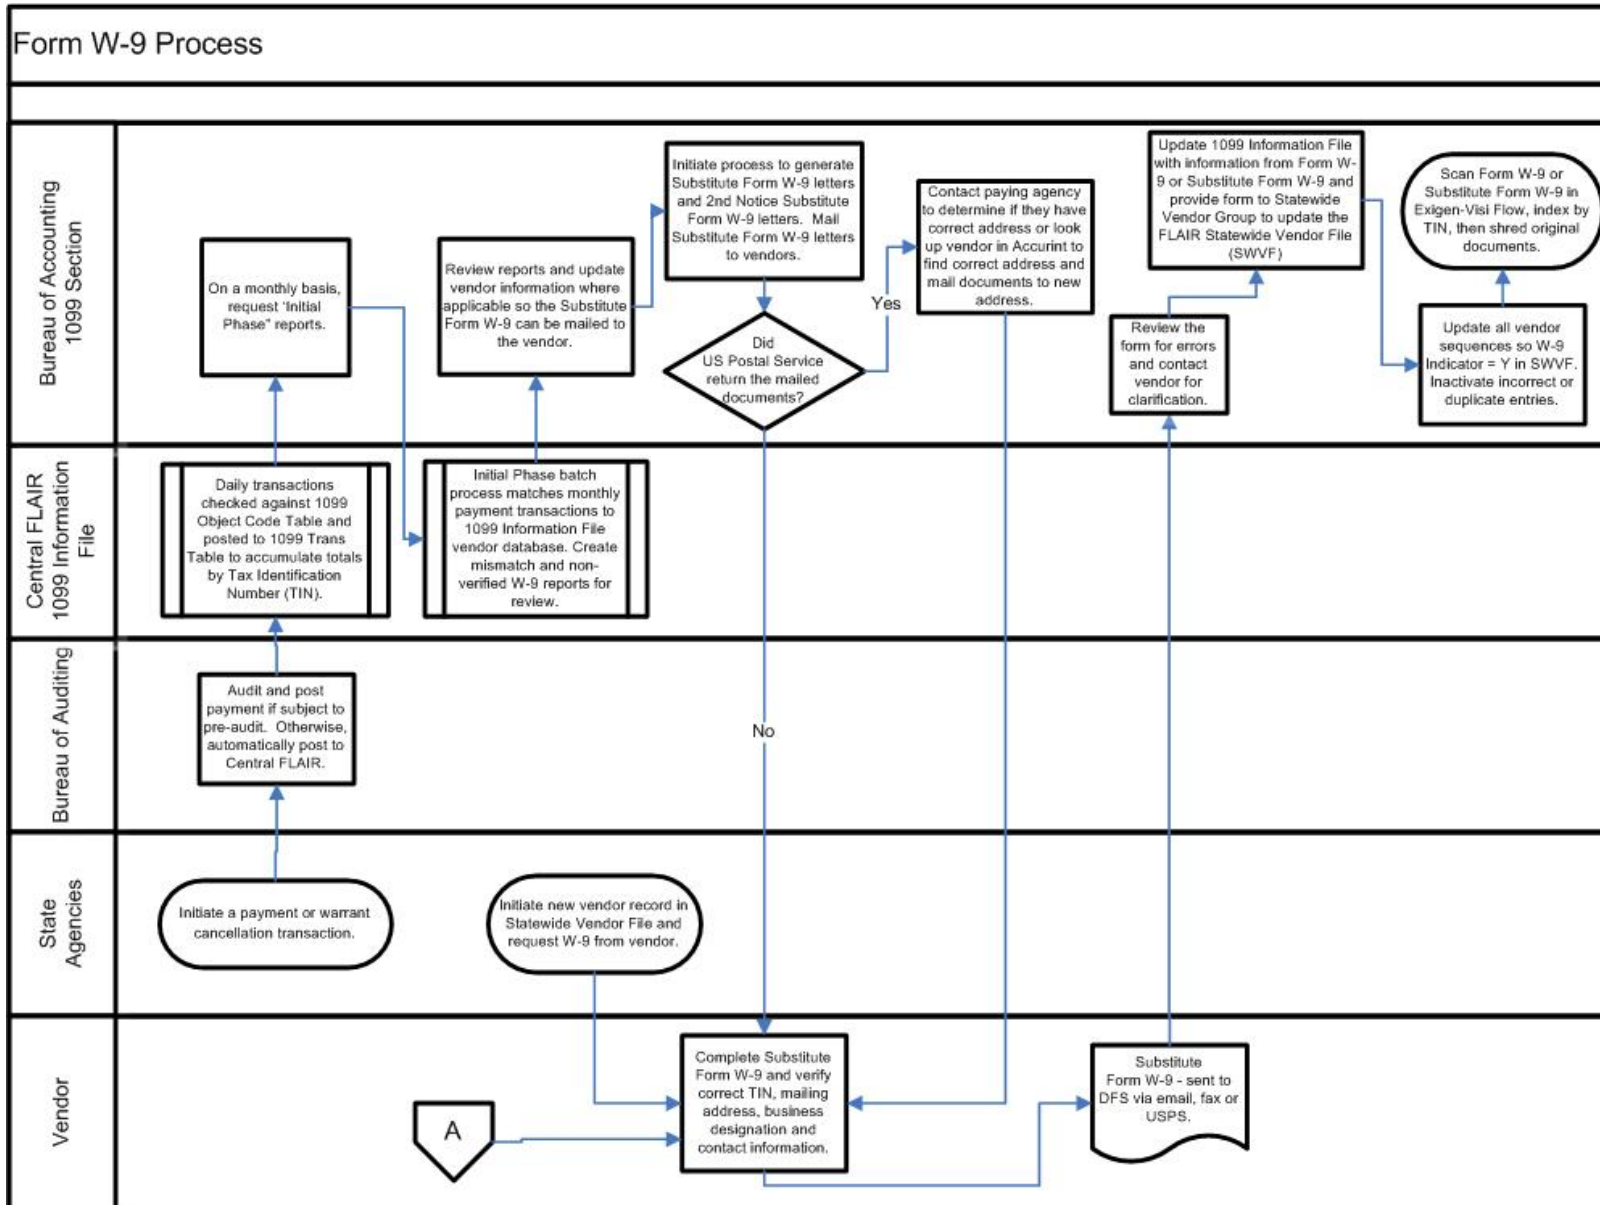 Form W-9 Process
Bureau of Accounting
1099 Section
On a monthly basis,
request 'Initial
Phase" reports.
Review reports and update
vendor information where
applicable so the Substitute
Form W-9 can be mailed to
the vendor.
Initiate process to generate
Substitute Form W-9 letters
and 2nd Notice Substitute
Form W-9 letters. Mail
Substitute Form W-9 letters
to vendors.
Did
US Postal Service
return the mailed
documents?
Yes
Contact paying agency
to determine if they have
correct address or look
up vendor in Accurint to
find correct address and
mail documents to new
address.
Update 1099 Information File
with information from Form W-
9 or Substitute Form W-9 and
provide form to Statewide
Vendor Group to update the
FLAIR Statewide Vendor File
(SWVF)
Review the
form for errors
and contact
vendor for
clarification.
Scan Form W-9 or
Substitute Form W-9 in
Exigen-Visi Flow, index by
TIN, then shred original
documents.
Update all vendor
sequences so W-9
Indicator = Y in SWVF.
Inactivate incorrect or
duplicate entries.
Central FLAIR
1099 Information
File
Daily transactions
checked against 1099
Object Code Table and
posted to 1099 Trans
Table to accumulate totals
by Tax Identification
Number (TIN).
Initial Phase batch
process matches monthly
payment transactions to
1099 Information File
vendor database. Create
mismatch and non-
verified W-9 reports for
review.
Bureau of Auditing
Audit and post
payment if subject to
pre-audit. Otherwise,
automatically post to
Central FLAIR.
No
State
Agencies
Initiate a payment or warrant
cancellation transaction.
Initiate new vendor record in
Statewide Vendor File and
request W-9 from vendor.
Vendor
A
Complete Substitute
Form W-9 and verify
correct TIN, mailing
address, business
designation and
contact information.
Substitute
Form W-9 - sent to
DFS via email, fax or
USPS.